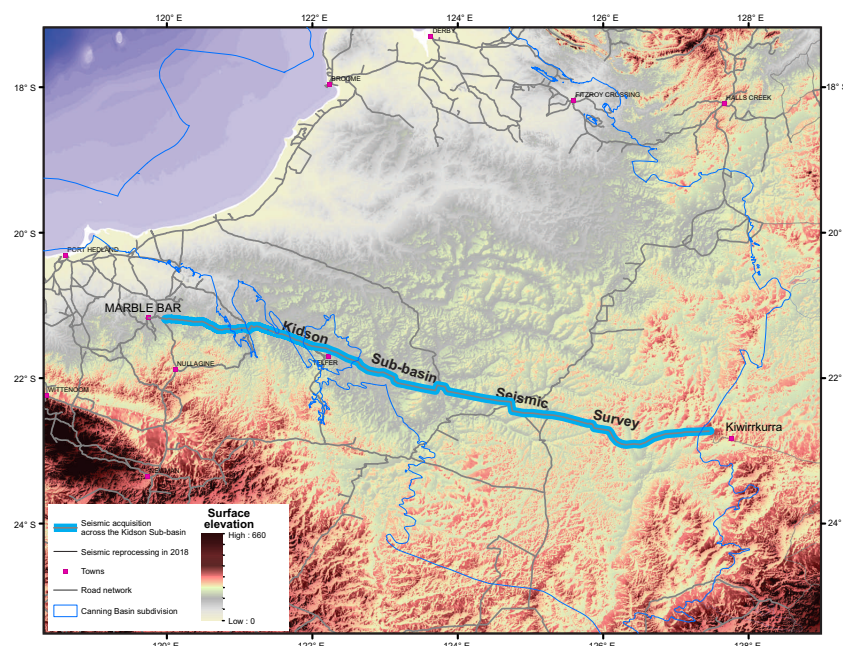 120° E
122° E
124° E
126° E
128° E
DERBY
BROOME
18° S
18° S
FITZROY CROSSING
HALLS CREEK
20° S
20° S
PORT HEDLAND
MARBLE BAR
Kidson
Sub-basin
Seismic
Survey
TELFER
NULLAGINE
22° S
22° S
WITTENOOM
Kiwirrkurra
NEWMAN
24° S
24° S
Seismic acquisition
across the Kidson Sub-basin
Seismic reprocessing in 2018
Towns
Road network
Canning Basin subdivision
Surface
elevation
High : 660
Low : 0
120° E
122° E
124° E
126° E
128° E